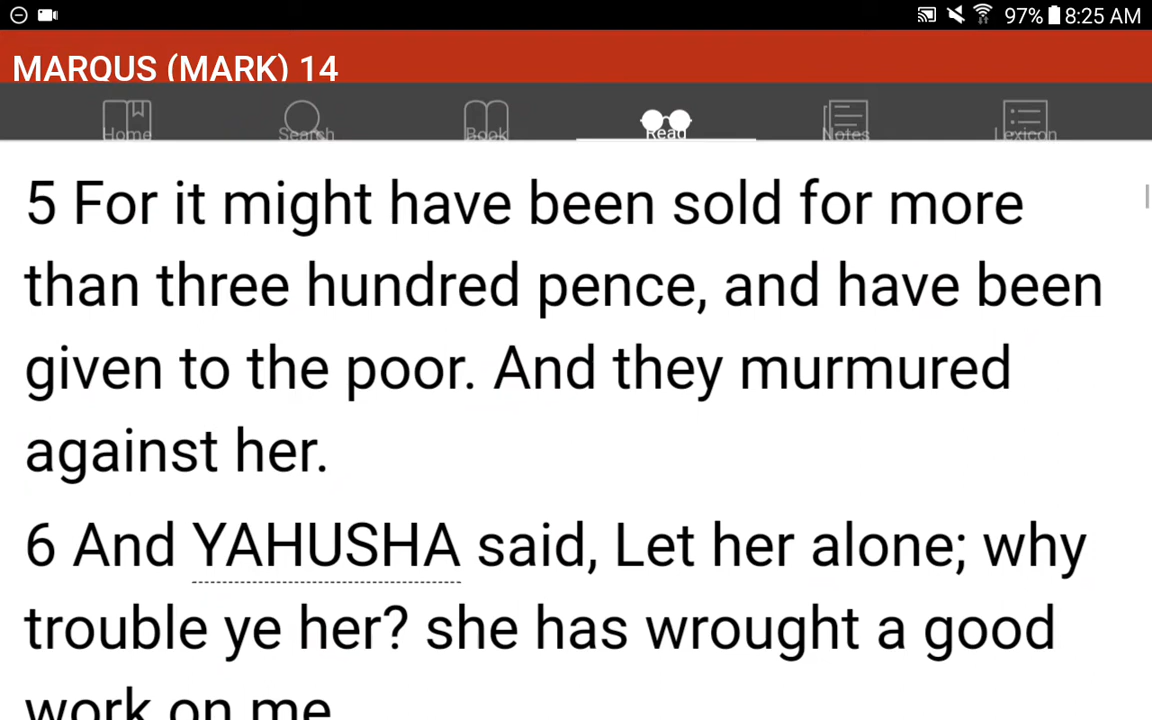 97% 8:25 AM
MARQUS (MARK) 14
Home Search Book Read Notes Lexicon
5 For it might have been sold for more
than three hundred pence, and have been
given to the poor. And they murmured
against her.
6 And YAHUSHA said, Let her alone; why
trouble ye her? she has wrought a good
work on me